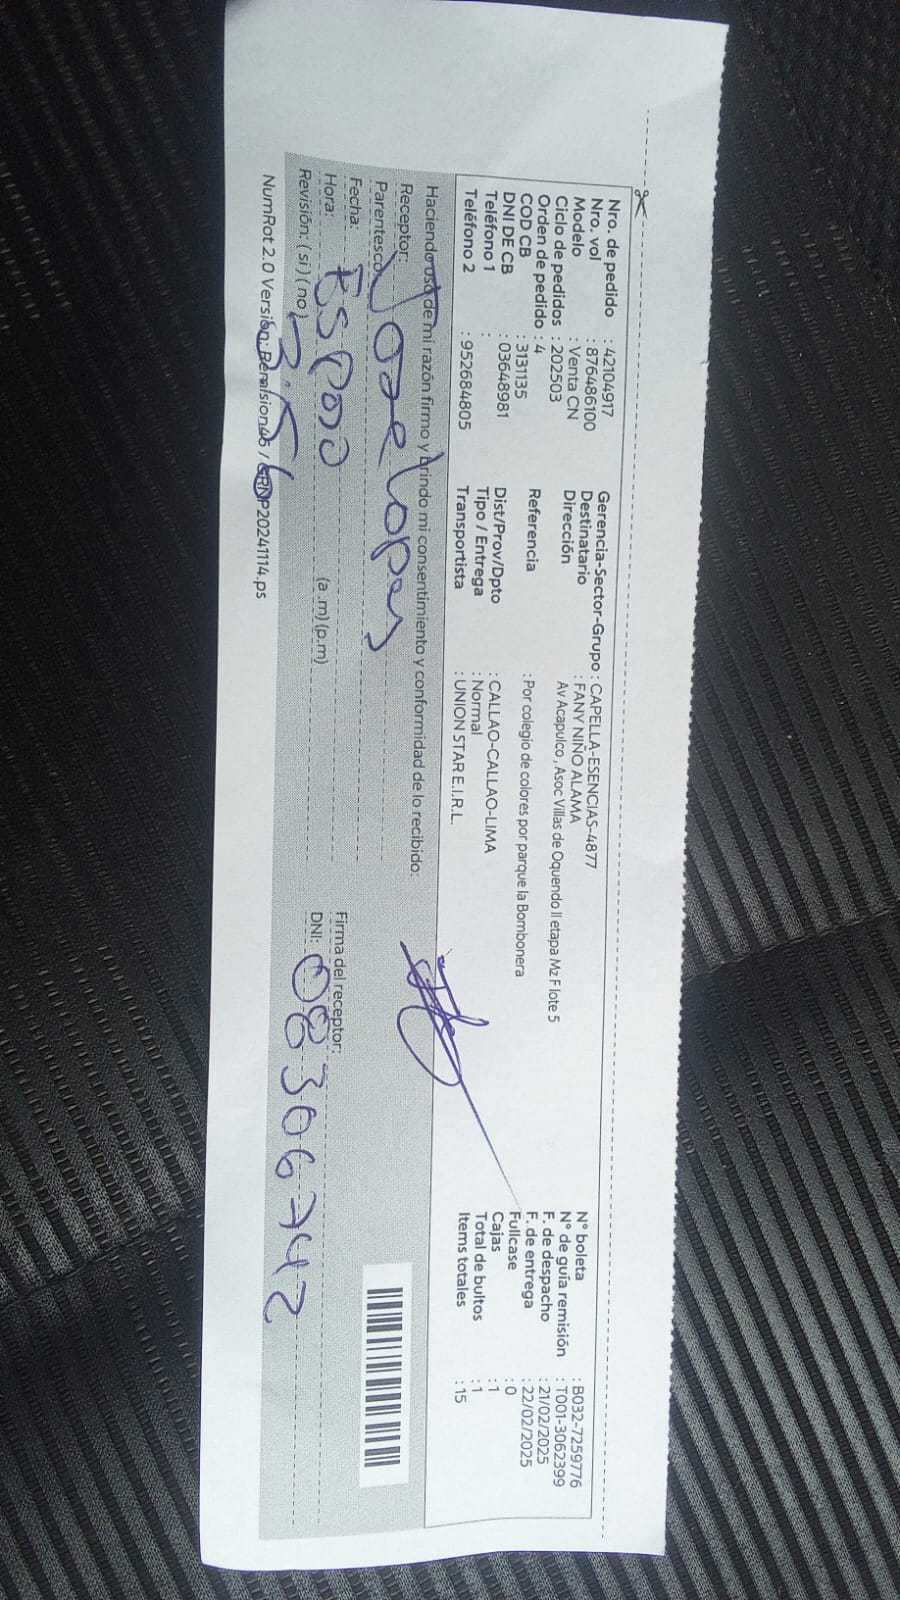 Nro. de pedido : 42104917
Nro. vol : 876486100
Modelo : Venta CN
Ciclo de pedidos : 202503
Orden de pedido : 4
COD CB : 3131135
DNI DE CB : 03648981
Teléfono 1 :
Teléfono 2 : 952684805
Gerencia-Sector-Grupo : CAPELLA-ESENCIAS-4877
Destinatario : FANY NIÑO ALAMA
Dirección Av Acapulco, Asoc Villas de Oquendo II etapa Mz F lote 5
Referencia : Por colegio de colores por parque la Bombonera
Dist/Prov/Dpto : CALLAO-CALLAO-LIMA
Tipo / Entrega : Normal
Transportista : UNION STAR E.I.R.L.
N° boleta : B032-7259776
N° de guía remisión : T001-3062399
F. de despacho : 21/02/2025
F. de entrega : 22/02/2025
Fullcase : 0
Cajas : 1
Total de bultos : 1
Items totales : 15
Haciendo uso de mi razón firmo y brindo mi consentimiento y conformidad de lo recibido:
Receptor: Jose Lopes
Parentesco:
Fecha: Esposo
Hora: (a.m)(p.m)
Revisión: (si) (no)
Firma del receptor:
DNI: 08306742
NumRot 2.0 Versión: Remision46 / GRNP20241114.ps